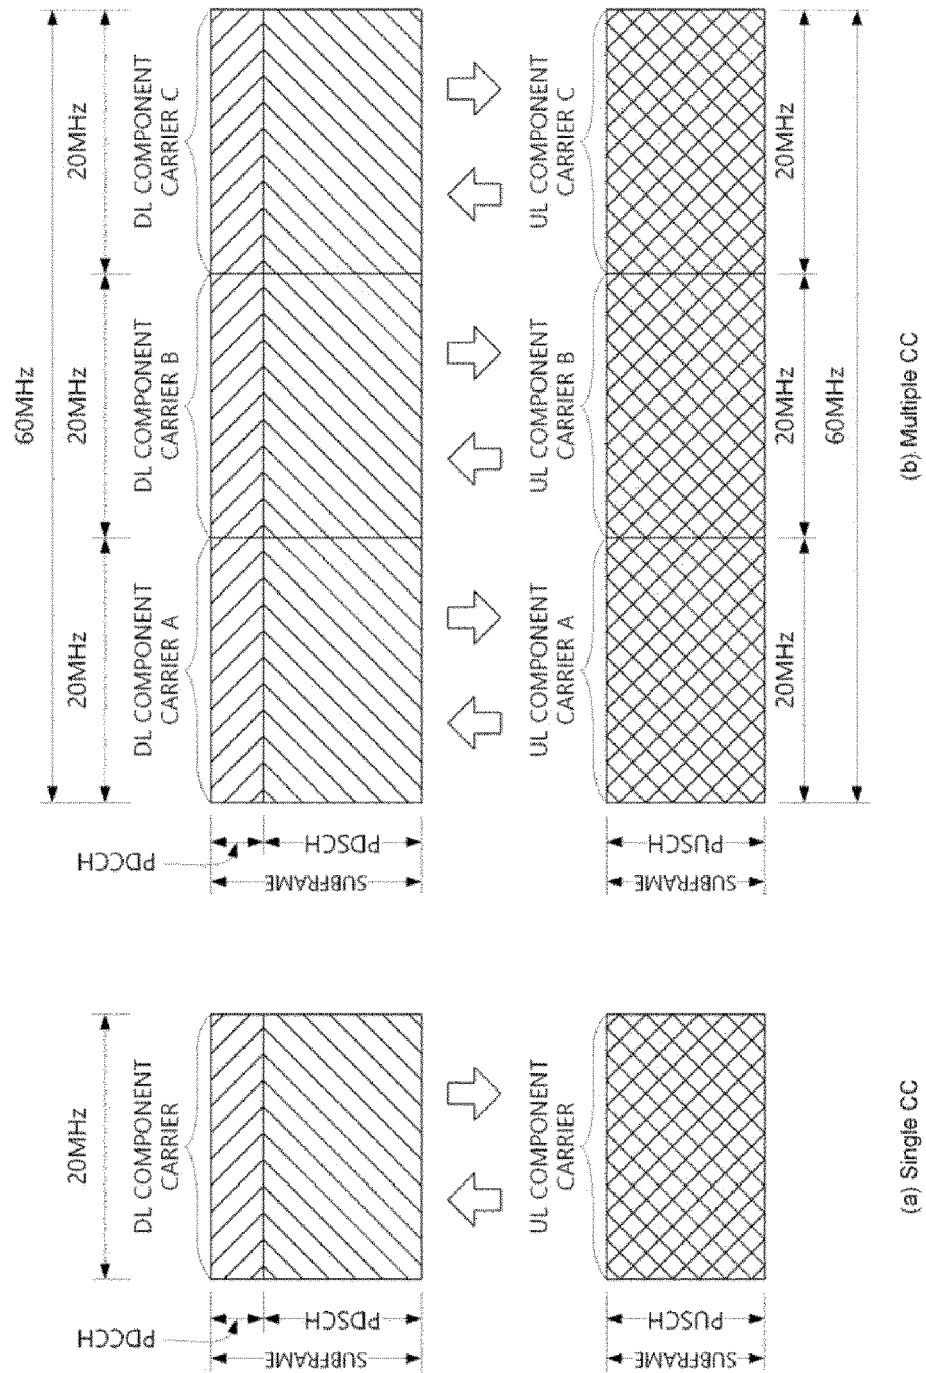 20MHz
DL COMPONENT
CARRIER
PDCCH
PDSCH
SUBFRAME
UL COMPONENT
CARRIER
PUSCH
SUBFRAME
(a) Single CC
60MHz
20MHz
20MHz
20MHz
DL COMPONENT
CARRIER A
DL COMPONENT
CARRIER B
DL COMPONENT
CARRIER C
PDCCH
PDSCH
SUBFRAME
UL COMPONENT
CARRIER A
UL COMPONENT
CARRIER B
UL COMPONENT
CARRIER C
PUSCH
SUBFRAME
20MHz
20MHz
20MHz
60MHz
(b) Multiple CC